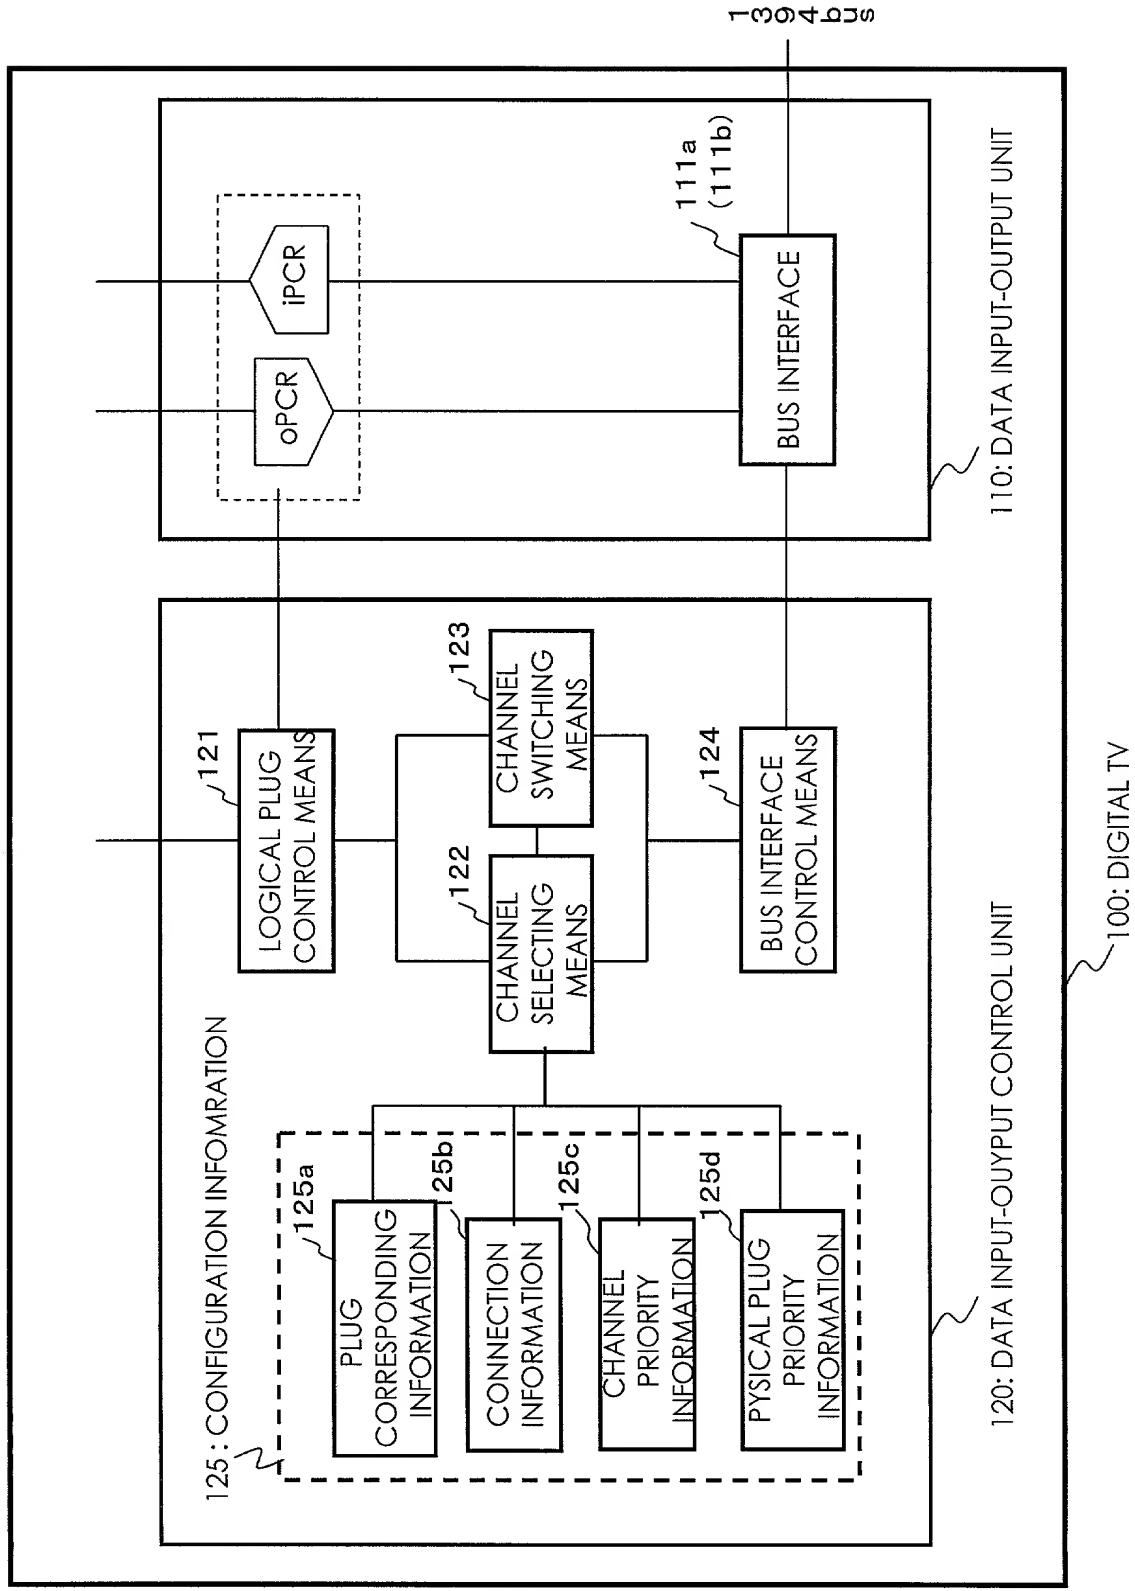 125 : CONFIGURATION INFOMRATION
125a
PLUG
CORRESPONDING
INFORMATION
125b
CONNECTION
INFORMATION
125c
CHANNEL
PRIORITY
INFORMATION
125d
PYSICAL PLUG
PRIORITY
INFORMATION
121
LOGICAL PLUG
CONTROL MEANS
122
CHANNEL
SELECTING
MEANS
123
CHANNEL
SWITCHING
MEANS
124
BUS INTERFACE
CONTROL MEANS
oPCR
iPCR
111a
(111b)
BUS INTERFACE
1394bus
120: DATA INPUT-OUYPUT CONTROL UNIT
110: DATA INPUT-OUTPUT UNIT
100: DIGITAL TV